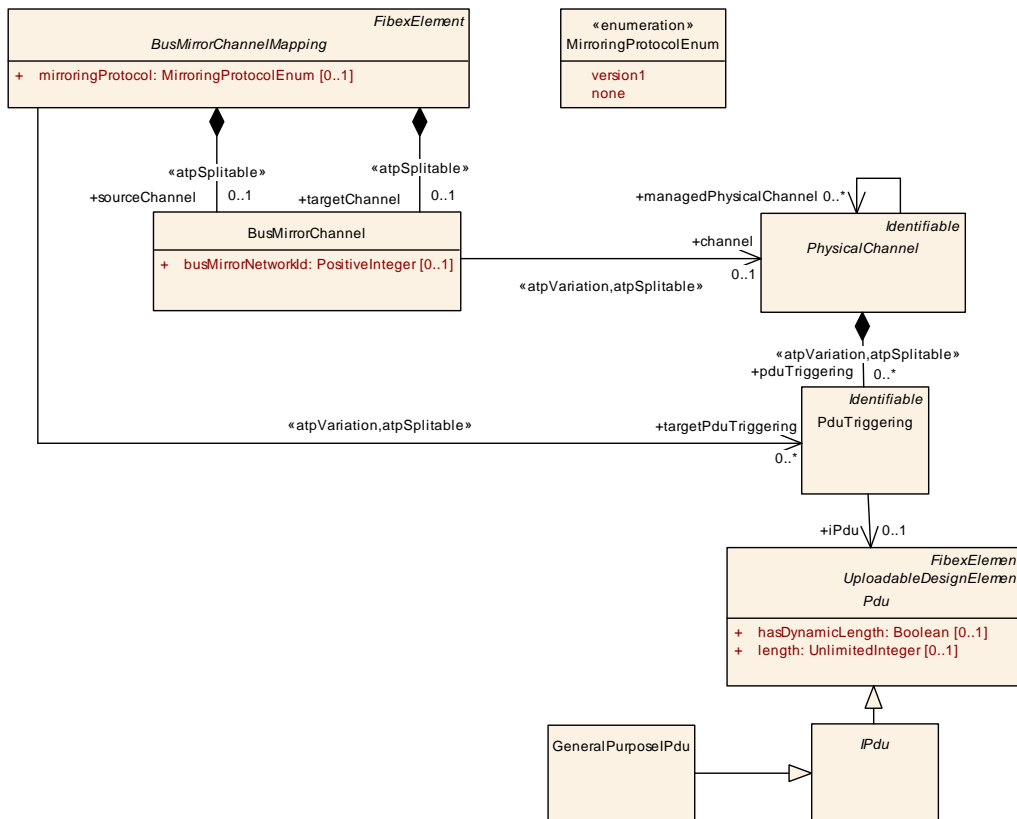 FibexElement
BusMirrorChannelMapping
+ mirroringProtocol: MirroringProtocolEnum [0..1]
«enumeration»
MirroringProtocolEnum
version1
none
«atpSplitable»
«atpSplitable»
+sourceChannel 0..1
+targetChannel 0..1
BusMirrorChannel
+ busMirrorNetworkId: PositiveInteger [0..1]
+managedPhysicalChannel 0..*
Identifiable
PhysicalChannel
+channel
0..1
«atpVariation,atpSplitable»
«atpVariation,atpSplitable»
+pduTriggering 0..*
Identifiable
PduTriggering
«atpVariation,atpSplitable»
+targetPduTriggering
0..*
+iPdu 0..1
FibexElemen
UploadableDesignElemen
Pdu
+ hasDynamicLength: Boolean [0..1]
+ length: UnlimitedInteger [0..1]
GeneralPurposeIPdu
IPdu